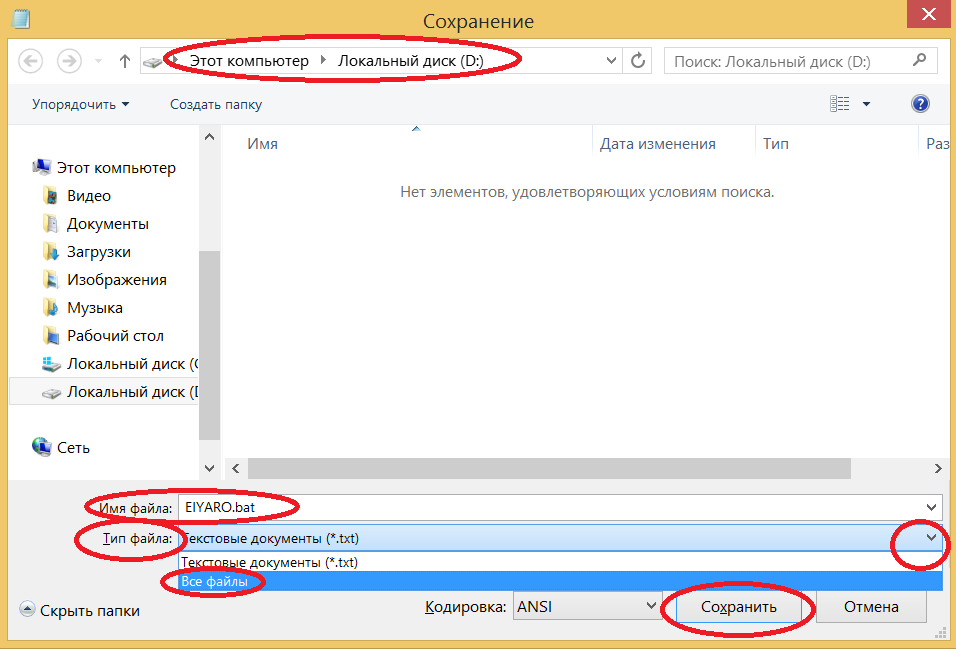 Сохранение
Этот компьютер Локальный диск (D:)
Поиск: Локальный диск (D:)
Упорядочить
Создать папку
Имя
Дата изменения
Тип
Раз
Нет элементов, удовлетворяющих условиям поиска.
Этот компьютер
Видео
Документы
Загрузки
Изображения
Музыка
Рабочий стол
Локальный диск (C
Локальный диск (D
Сеть
Имя файла: EIYARO.bat
Тип файла: Текстовые документы (*.txt)
Текстовые документы (*.txt)
Все файлы
Скрыть папки
Кодировка: ANSI
Сохранить
Отмена